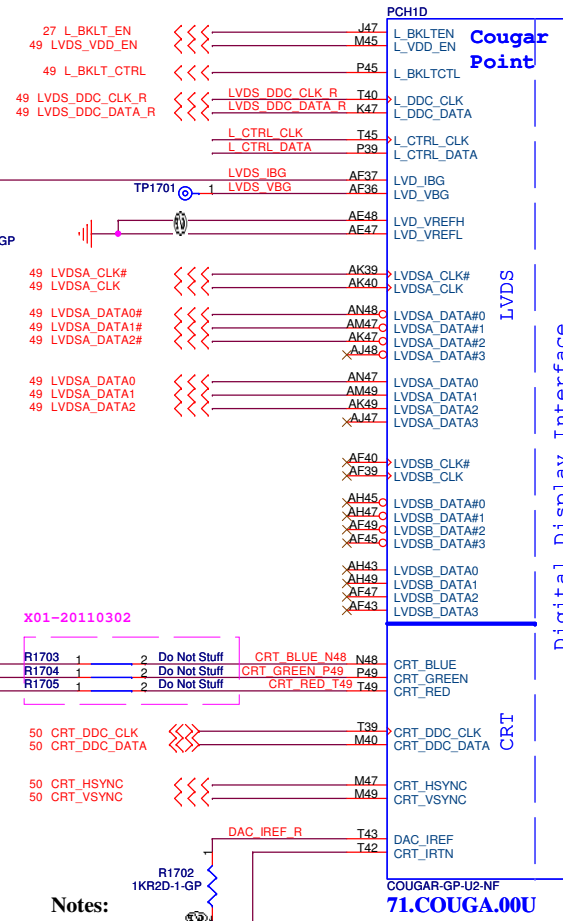 PCH1D
27 L_BKLT_EN J47 L_BKLTEN
49 LVDS_VDD_EN M45 L_VDD_EN
Cougar
Point
49 L_BKLT_CTRL P45 L_BKLTCTL
49 LVDS_DDC_CLK_R LVDS_DDC_CLK_R T40 L_DDC_CLK
49 LVDS_DDC_DATA_R LVDS_DDC_DATA_R K47 L_DDC_DATA
L_CTRL_CLK T45 L_CTRL_CLK
L_CTRL_DATA P39 L_CTRL_DATA
LVDS_IBG AF37 LVD_IBG
TP1701 1 LVDS_VBG AF36 LVD_VBG
AE48 LVD_VREFH
AE47 LVD_VREFL
GP
49 LVDSA_CLK# AK39 LVDSA_CLK#
49 LVDSA_CLK AK40 LVDSA_CLK
LVDS
49 LVDSA_DATA0# AN48 LVDSA_DATA#0
49 LVDSA_DATA1# AM47 LVDSA_DATA#1
49 LVDSA_DATA2# AK47 LVDSA_DATA#2
AJ48 LVDSA_DATA#3
49 LVDSA_DATA0 AN47 LVDSA_DATA0
49 LVDSA_DATA1 AM49 LVDSA_DATA1
49 LVDSA_DATA2 AK49 LVDSA_DATA2
AJ47 LVDSA_DATA3
Digital Display Interface
AF40 LVDSB_CLK#
AF39 LVDSB_CLK
AH45 LVDSB_DATA#0
AH47 LVDSB_DATA#1
AF49 LVDSB_DATA#2
AF45 LVDSB_DATA#3
AH43 LVDSB_DATA0
AH49 LVDSB_DATA1
AF47 LVDSB_DATA2
AF43 LVDSB_DATA3
X01-20110302
R1703 1 2 Do Not Stuff CRT_BLUE_N48 N48 CRT_BLUE
R1704 1 2 Do Not Stuff CRT_GREEN_P49 P49 CRT_GREEN
R1705 1 2 Do Not Stuff CRT_RED_T49 T49 CRT_RED
50 CRT_DDC_CLK T39 CRT_DDC_CLK
50 CRT_DDC_DATA M40 CRT_DDC_DATA
CRT
50 CRT_HSYNC M47 CRT_HSYNC
50 CRT_VSYNC M49 CRT_VSYNC
DAC_IREF_R T43 DAC_IREF
T42 CRT_IRTN
1
R1702
1KR2D-1-GP
COUGAR-GP-U2-NF
Notes:
71.COUGA.00U